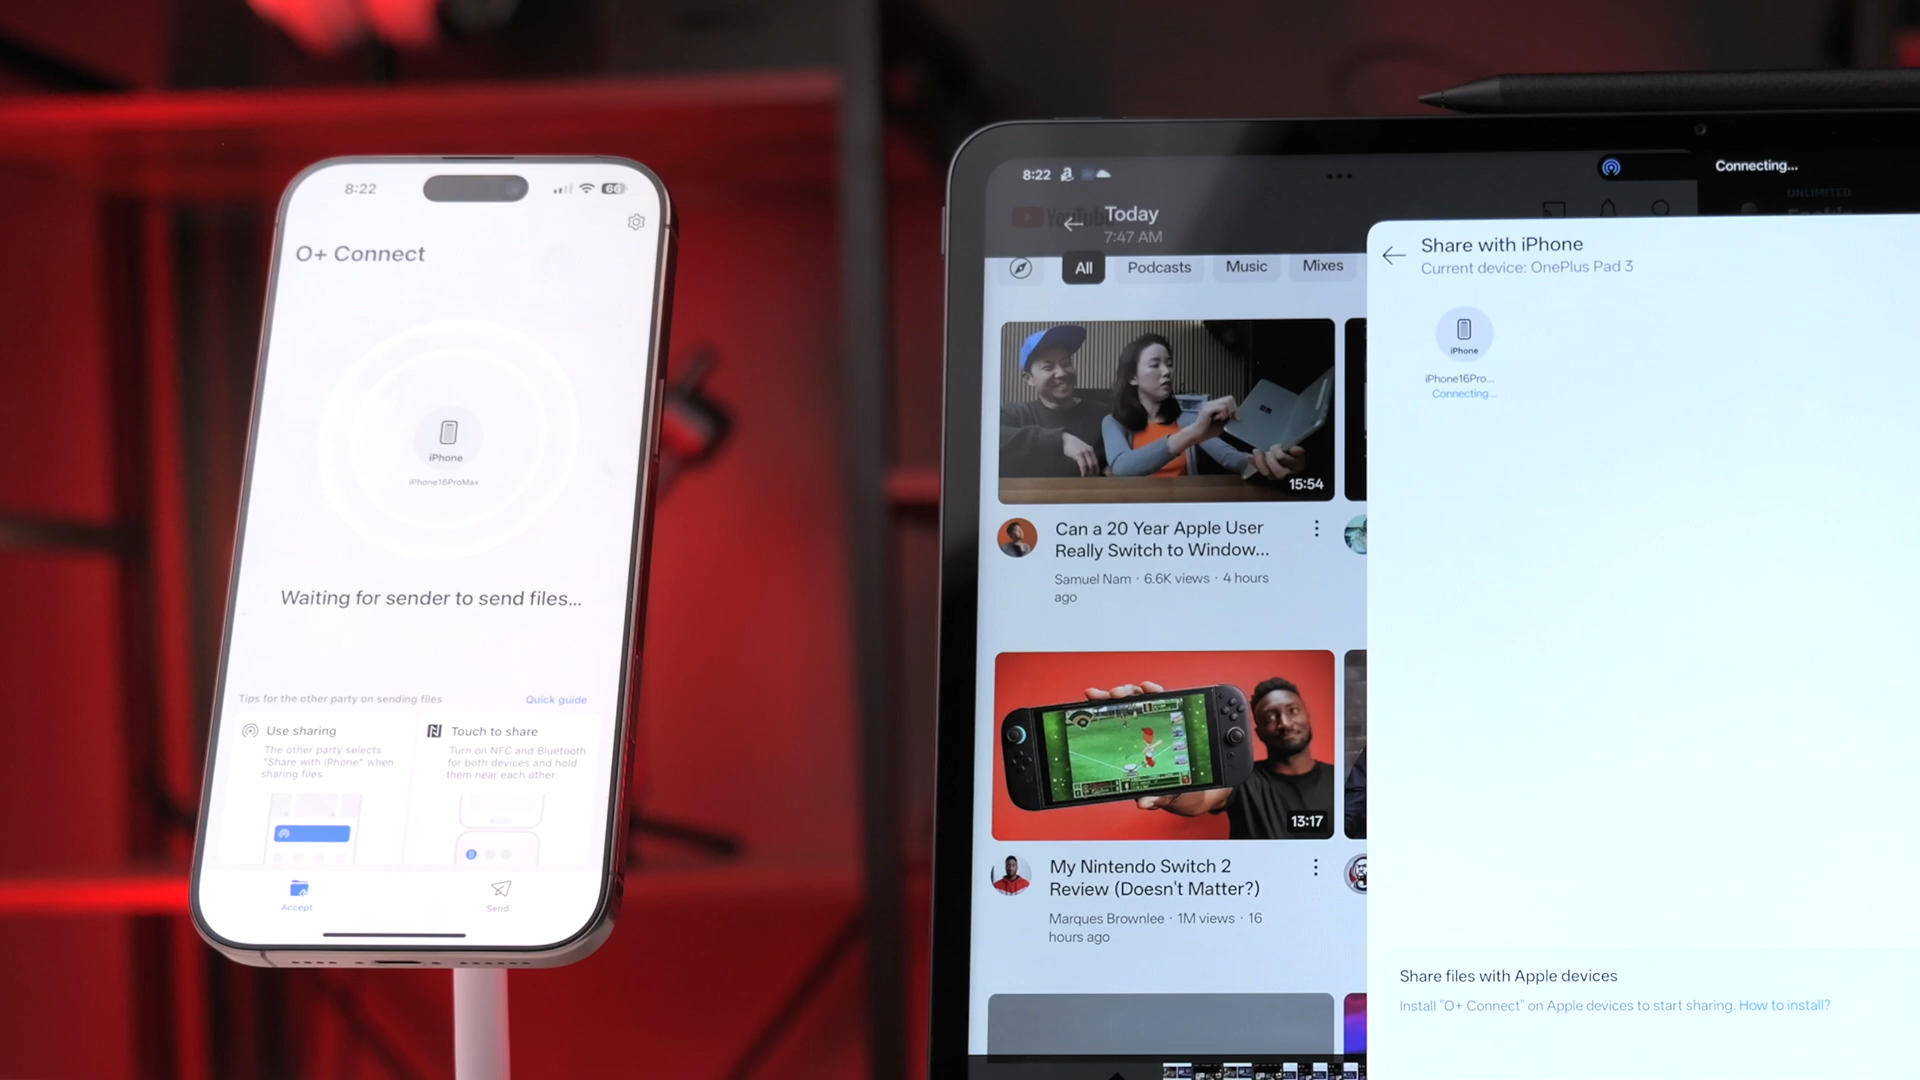 8:22
66
O+ Connect
iPhone
iPhone16ProMax
Waiting for sender to send files...
Tips for the other party on sending files
Quick guide
Use sharing
The other party selects
"Share with iPhone" when
sharing files.
Touch to share
Turn on NFC and Bluetooth
for both devices and hold
them near each other.
Accept
Send
8:22
Connecting...
UNLIMITED
YouTube
Today
7:47 AM
All
Podcasts
Music
Mixes
15:54
Can a 20 Year Apple User
Really Switch to Window...
Samuel Nam · 6.6K views · 4 hours
ago
13:17
My Nintendo Switch 2
Review (Doesn't Matter?)
Marques Brownlee · 1M views · 16
hours ago
Share with iPhone
Current device: OnePlus Pad 3
iPhone
iPhone16Pro...
Connecting...
Share files with Apple devices
Install "O+ Connect" on Apple devices to start sharing. How to install?